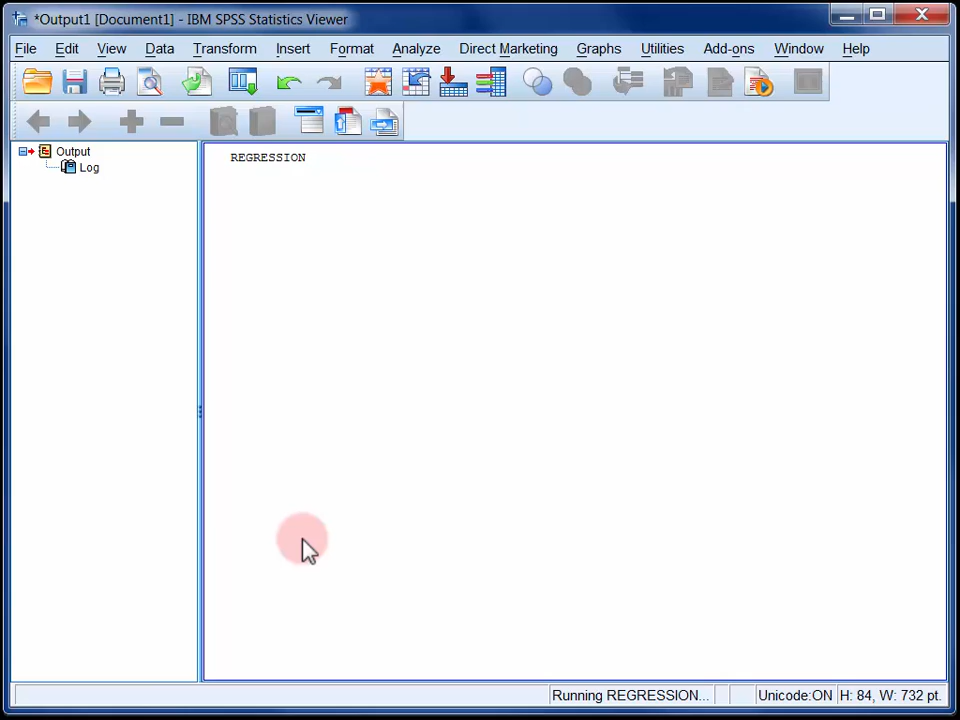 *Output1 [Document1] - IBM SPSS Statistics Viewer
File Edit View Data Transform Insert Format Analyze Direct Marketing Graphs Utilities Add-ons Window Help
Output
Log
REGRESSION
Running REGRESSION... Unicode:ON H: 84, W: 732 pt.